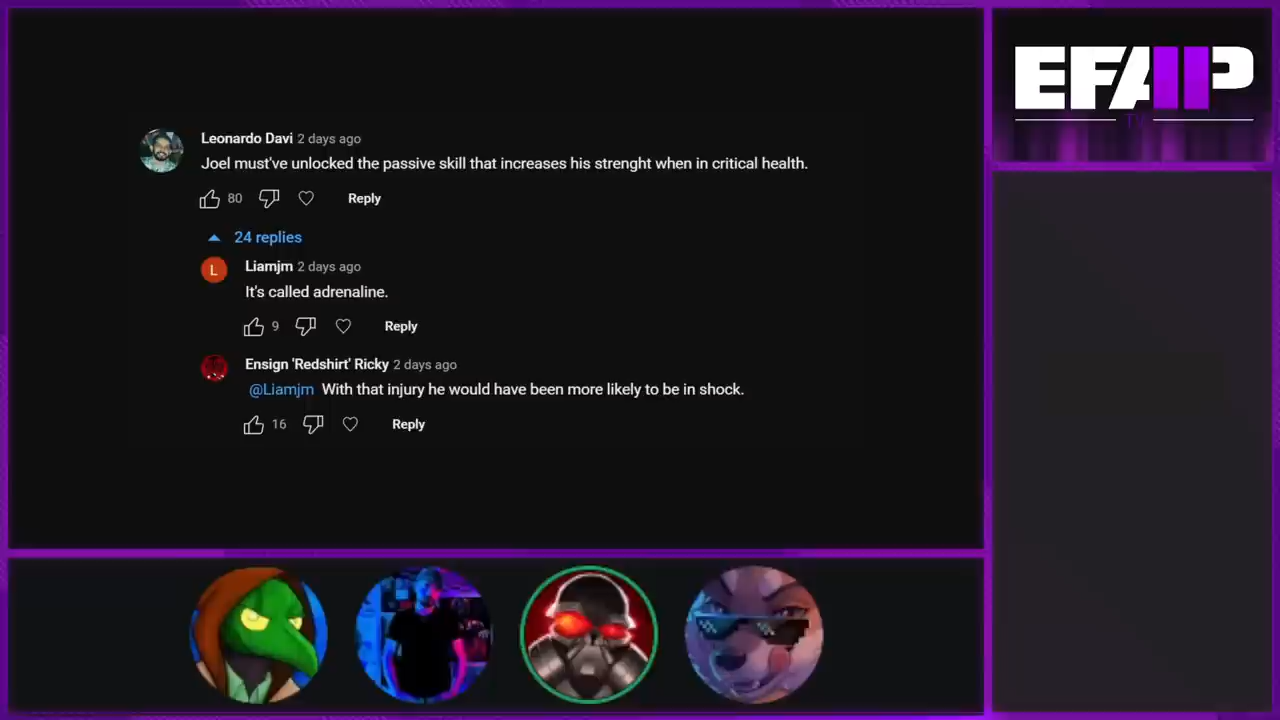 EFAP
TV
Leonardo Davi 2 days ago
Joel must've unlocked the passive skill that increases his strenght when in critical health.
80 Reply
24 replies
L
Liamjm 2 days ago
It's called adrenaline.
9 Reply
Ensign 'Redshirt' Ricky 2 days ago
@Liamjm With that injury he would have been more likely to be in shock.
16 Reply